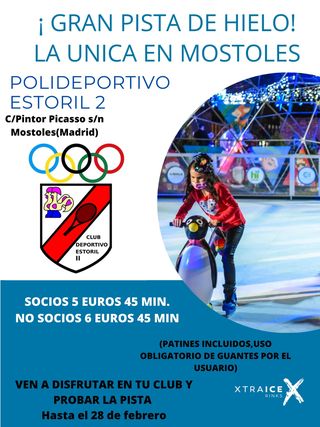 ¡ GRAN PISTA DE HIELO!
LA UNICA EN MOSTOLES
POLIDEPORTIVO
ESTORIL 2
C/Pintor Picasso s/n
Mostoles(Madrid)
CLUB
DEPORTIVO
ESTORIL
II
SOCIOS 5 EUROS 45 MIN.
NO SOCIOS 6 EUROS 45 MIN
(PATINES INCLUIDOS,USO
OBLIGATORIO DE GUANTES POR EL
USUARIO)
VEN A DISFRUTAR EN TU CLUB Y
PROBAR LA PISTA
Hasta el 28 de febrero
XTRAICE
RINKS